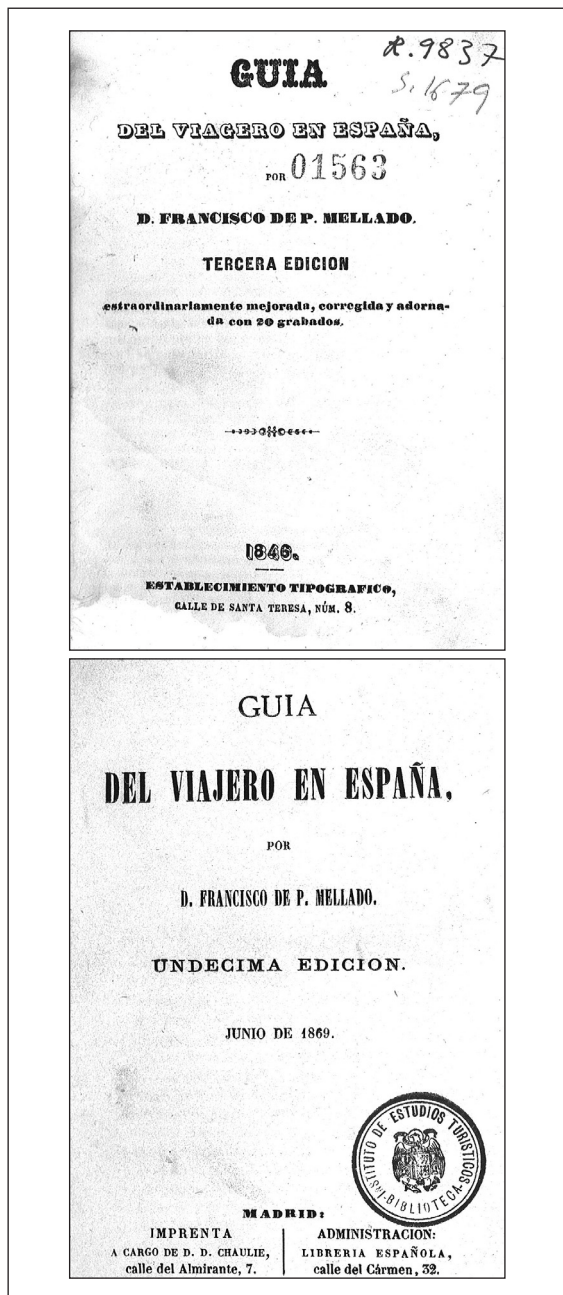 R. 9837
S. 1679
GUIA
DEL VIAGERO EN ESPAÑA,
POR 01563
D. FRANCISCO DE P. MELLADO.
TERCERA EDICION
estraordinariamente mejorada, corregida y adorna-
da con 20 grabados.
1846.
ESTABLECIMIENTO TIPOGRAFICO,
CALLE DE SANTA TERESA, NÚM. 8.
GUIA
DEL VIAJERO EN ESPAÑA,
POR
D. FRANCISCO DE P. MELLADO.
UNDECIMA EDICION.
JUNIO DE 1869.
INSTITUTO DE ESTUDIOS TURISTICOS
-BIBLIOTECA-
MADRID:
IMPRENTA
A CARGO DE D. D. CHAULIE,
calle del Almirante, 7.
ADMINISTRACION:
LIBRERIA ESPAÑOLA,
calle del Cármen, 32.